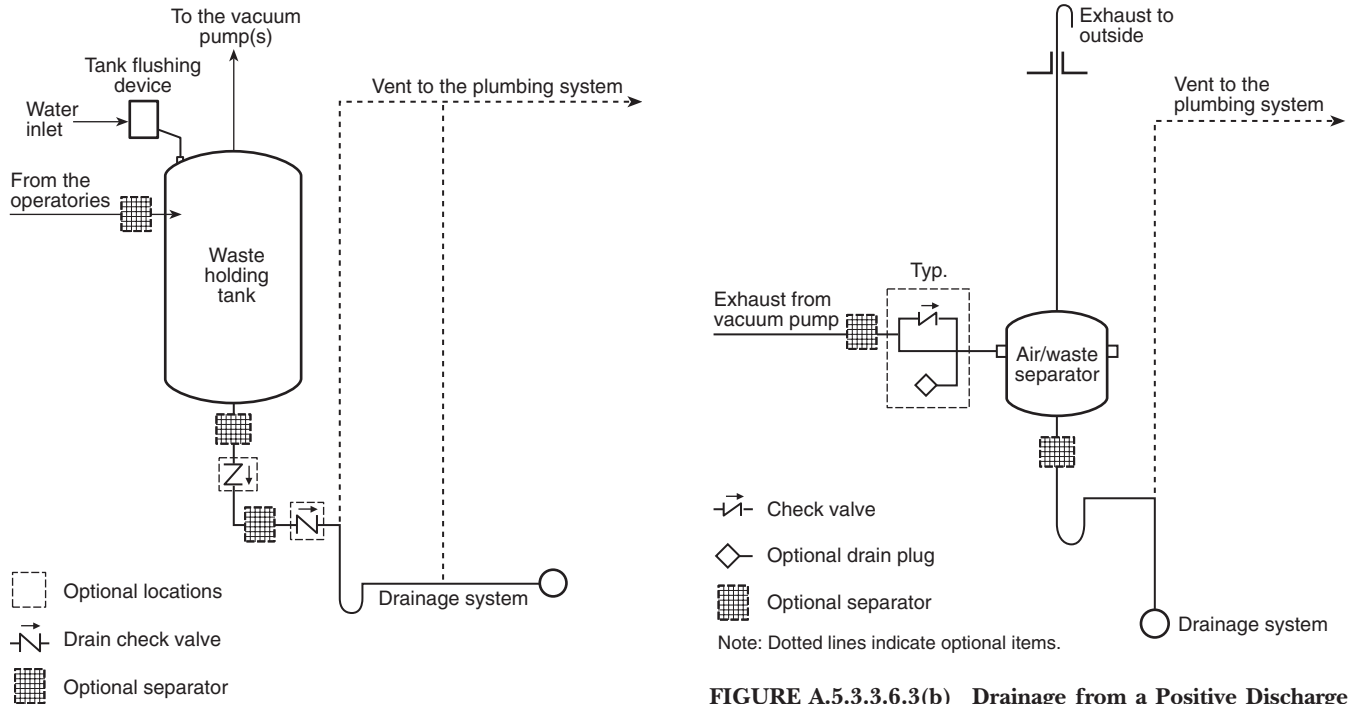 To the vacuum
pump(s)
Tank flushing
device
Water
inlet
Vent to the plumbing system
From the
operatories
Waste
holding
tank
Drainage system
Optional locations
Drain check valve
Optional separator
Exhaust to
outside
Vent to the
plumbing system
Typ.
Exhaust from
vacuum pump
Air/waste
separator
Check valve
Optional drain plug
Optional separator
Drainage system
Note: Dotted lines indicate optional items.
FIGURE A.5.3.3.6.3(b) Drainage from a Positive Discharge